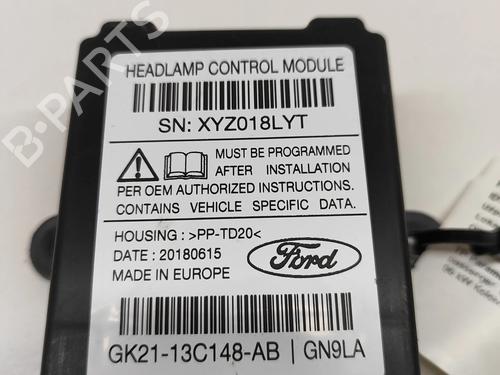 HEADLAMP CONTROL MODULE
SN: XYZ018LYT
MUST BE PROGRAMMED
AFTER INSTALLATION
PER OEM AUTHORIZED INSTRUCTIONS.
CONTAINS VEHICLE SPECIFIC DATA.
HOUSING : >PP-TD20<
DATE : 20180615
MADE IN EUROPE
Ford
GK21-13C148-AB | GN9LA
B-PARTS